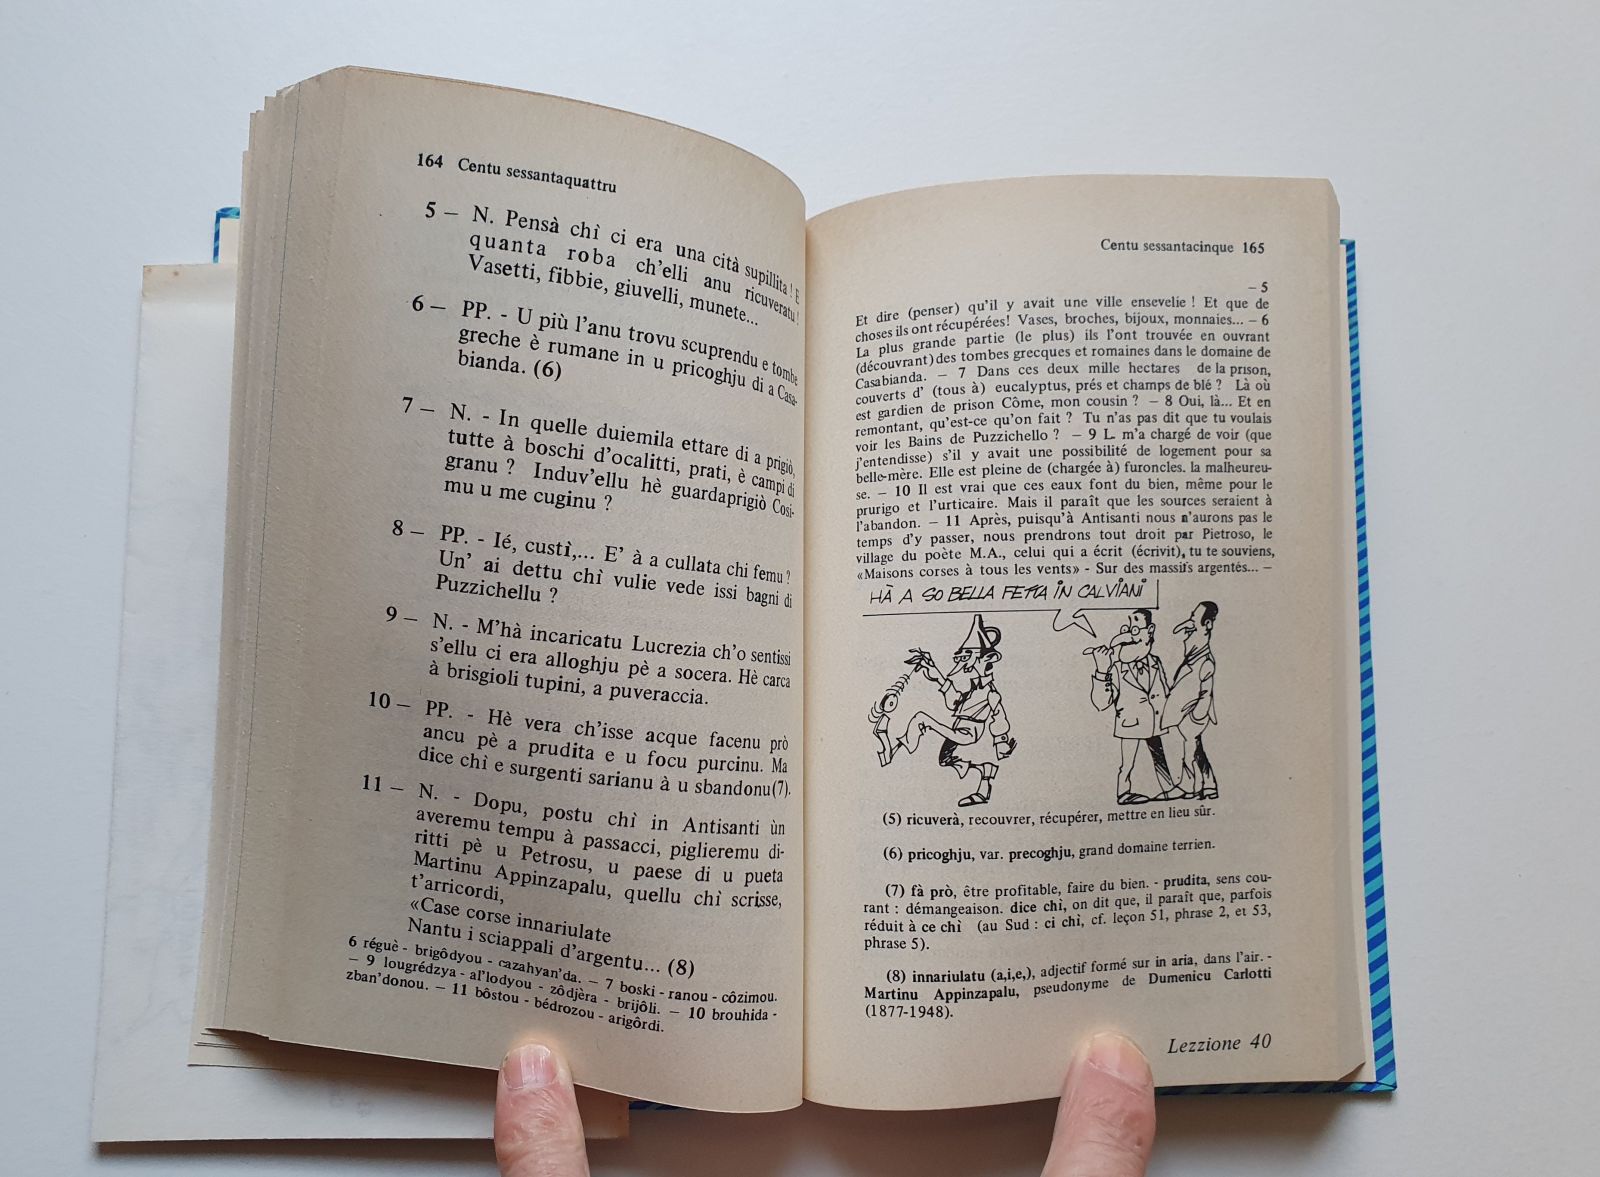 164 Centu sessantaquattru
5 – N. Pensà chì ci era una cità supillita ! E
quanta roba ch'elli anu ricuveratu !
Vasetti, fibbie, giuvelli, munete...
6 – PP. - U più l'anu trovu scuprendu e tombe
greche è rumane in u pricoghju di a Casa-
bianda. (6)
7 – N. - In quelle duiemila ettare di a prigiò,
tutte à boschi d'ocalitti, prati, è campi di
granu ? Induv'ellu hè guardaprigiò Cosi-
mu u me cuginu ?
8 – PP. - Ié, custì,... E' à a cullata chi femu ?
Un' ai dettu chì vulie vede issi bagni di
Puzzichellu ?
9 – N. - M'hà incaricatu Lucrezia ch'o sentissi
s'ellu ci era alloghju pè a socera. Hè carca
à brisgioli tupini, a puveraccia.
10 – PP. - Hè vera ch'isse acque facenu prò
ancu pè a prudita e u focu purcinu. Ma
dice chì e surgenti sarianu à u sbandonu(7).
11 – N. - Dopu, postu chì in Antisanti ùn
averemu tempu à passacci, piglieremu di-
ritti pè u Petrosu, u paese di u pueta
Martinu Appinzapalu, quellu chì scrisse,
t'arricordi,
«Case corse innariulate
Nantu i sciappali d'argentu... (8)
6 réguè - brigôdyou - cazahyan'da. – 7 boski - ranou - côzimou.
– 9 lougrédzya - al'lodyou - zôdjèra - brijôli. – 10 brouhida -
zban'donou. – 11 bôstou - bédrozou - arigôrdi.
Centu sessantacinque 165
– 5
Et dire (penser) qu'il y avait une ville ensevelie ! Et que de
choses ils ont récupérées! Vases, broches, bijoux, monnaies... – 6
La plus grande partie (le plus) ils l'ont trouvée en ouvrant
(découvrant) des tombes grecques et romaines dans le domaine de
Casabianda. – 7 Dans ces deux mille hectares de la prison,
couverts d' (tous à) eucalyptus, prés et champs de blé ? Là où
est gardien de prison Côme, mon cousin ? – 8 Oui, là... Et en
remontant, qu'est-ce qu'on fait ? Tu n'as pas dit que tu voulais
voir les Bains de Puzzichello ? – 9 L. m'a chargé de voir (que
j'entendisse) s'il y avait une possibilité de logement pour sa
belle-mère. Elle est pleine de (chargée à) furoncles. la malheureu-
se. – 10 Il est vrai que ces eaux font du bien, même pour le
prurigo et l'urticaire. Mais il paraît que les sources seraient à
l'abandon. – 11 Après, puisqu'à Antisanti nous n'aurons pas le
temps d'y passer, nous prendrons tout droit par Pietroso, le
village du poète M.A., celui qui a écrit (écrivit), tu te souviens,
«Maisons corses à tous les vents» - Sur des massifs argentés... –
HÀ A SO BELLA FETTA IN CALVIANI
(5) ricuverà, recouvrer, récupérer, mettre en lieu sûr.
(6) pricoghju, var. precoghju, grand domaine terrien.
(7) fà prò, être profitable, faire du bien. - prudita, sens cou-
rant : démangeaison. dice chì, on dit que, il paraît que, parfois
réduit à ce chì (au Sud : ci chì, cf. leçon 51, phrase 2, et 53,
phrase 5).
(8) innariulatu (a,i,e,), adjectif formé sur in aria, dans l'air. -
Martinu Appinzapalu, pseudonyme de Dumenicu Carlotti
(1877-1948).
Lezzione 40